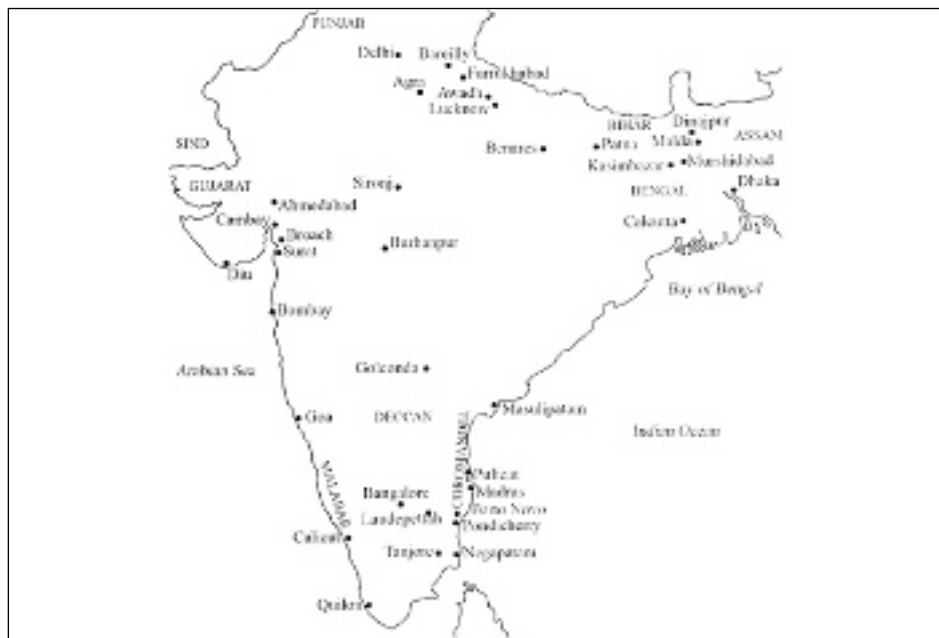 PUNJAB
Delhi
Bareilly
Farrukhabad
Agra
Awadh
Lucknow
BIHAR
Dinajpur
ASSAM
SIND
Benares
Patna
Malda
Kasimbazar
Murshidabad
GUJARAT
Sironj
BENGAL
Dhaka
Ahmedabad
Cambay
Calcutta
Broach
Burhanpur
Surat
Diu
Bay of Bengal
Bombay
Arabian Sea
Golconda
Masulipatam
Goa
DECCAN
Indian Ocean
COROMANDEL
MALABAR
Pulicat
Madras
Bangalore
Porto Novo
Pondicherry
Calicut
Tanjore
Negapatam
Quilon